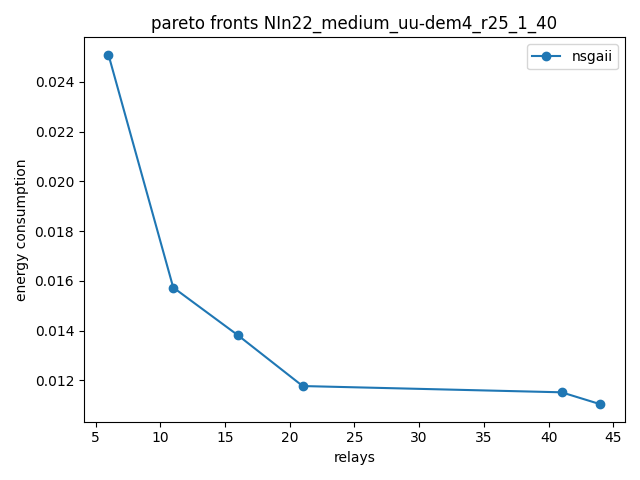 pareto fronts NIn22_medium_uu-dem4_r25_1_40
nsgaii
0.024
0.022
0.020
0.018
0.016
0.014
0.012
energy consumption
5 10 15 20 25 30 35 40 45
relays